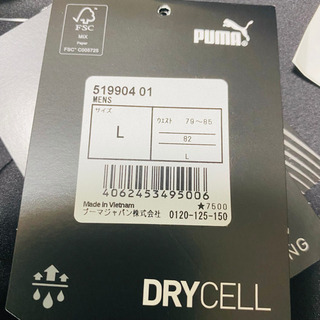 FSC
MIX
Paper
FSC® C005725
PUMA
519904 01
MENS
サイズ
L
ウエスト 79～85
82
L
4062453495006
Made in Vietnam
★7500
プーマジャパン株式会社 0120-125-150
DRYCELL
NG